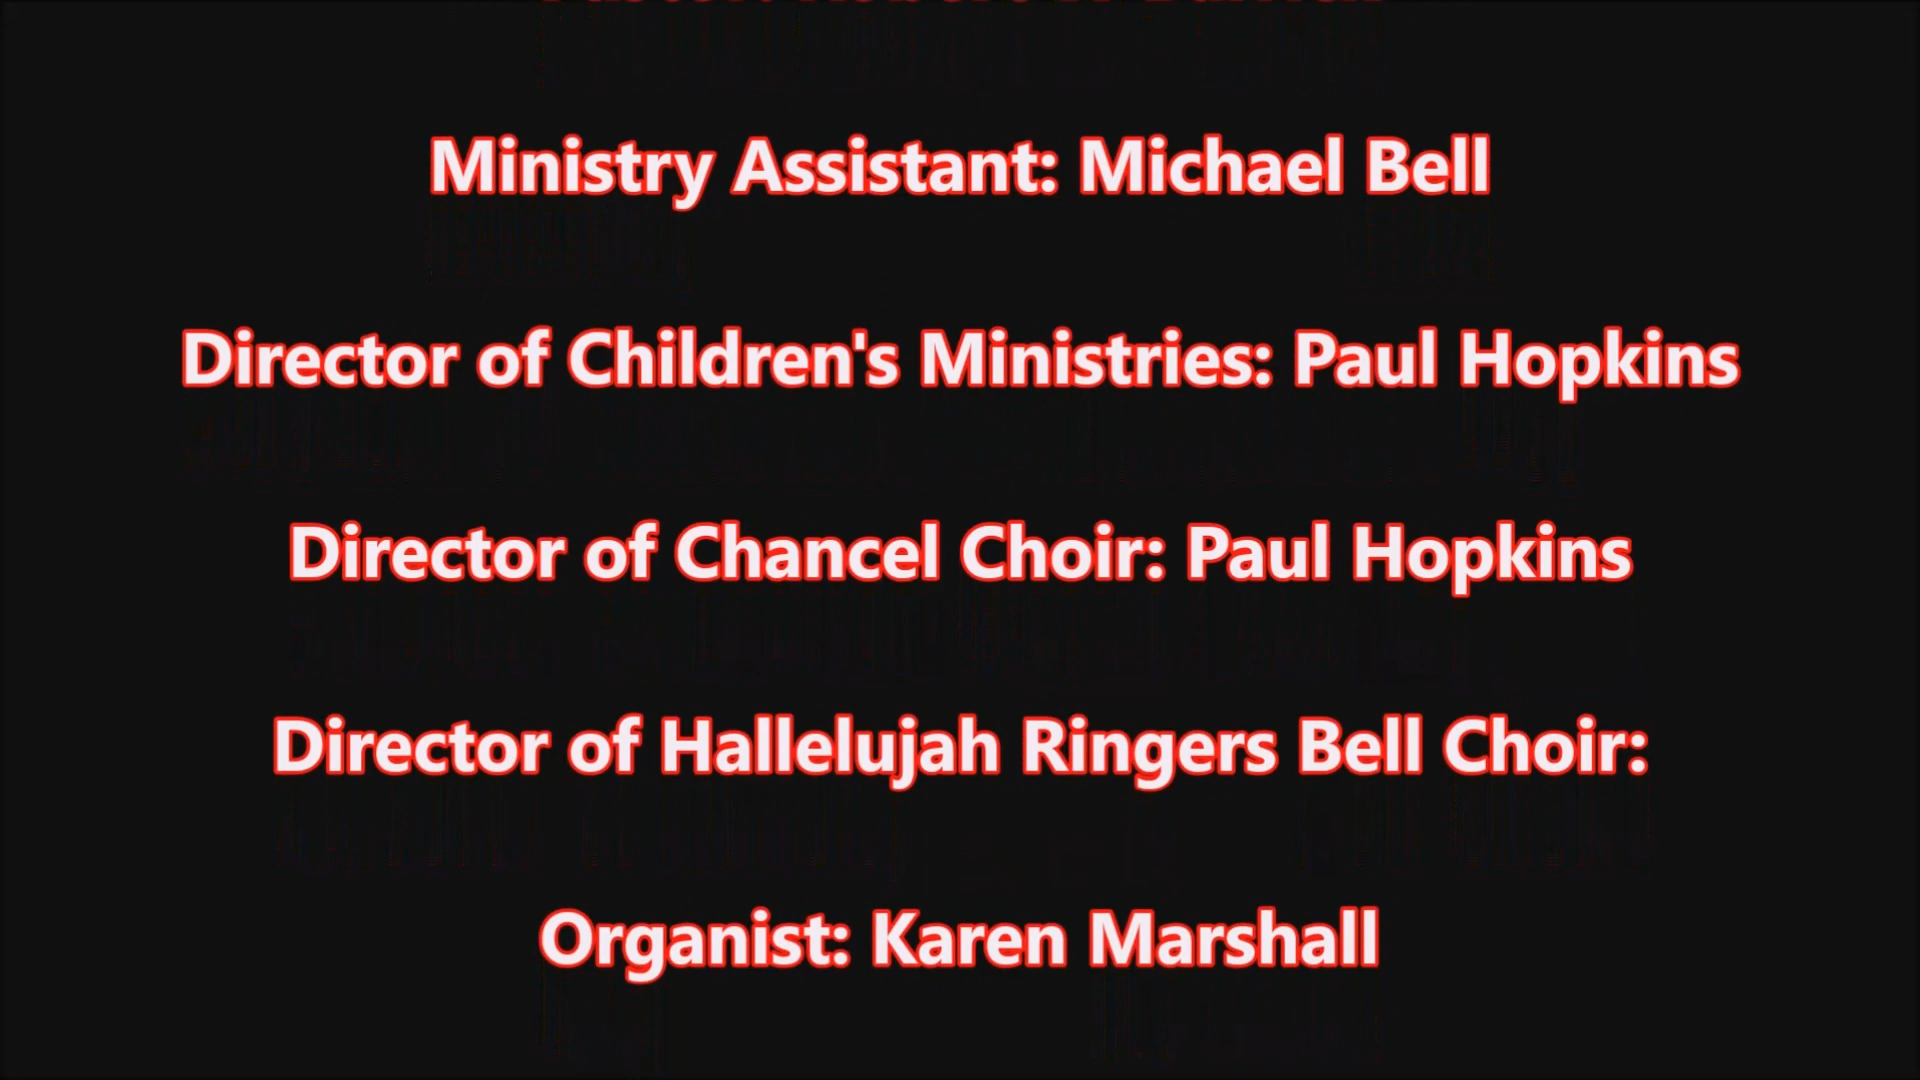 Ministry Assistant: Michael Bell
Director of Children's Ministries: Paul Hopkins
Director of Chancel Choir: Paul Hopkins
Director of Hallelujah Ringers Bell Choir:
Organist: Karen Marshall